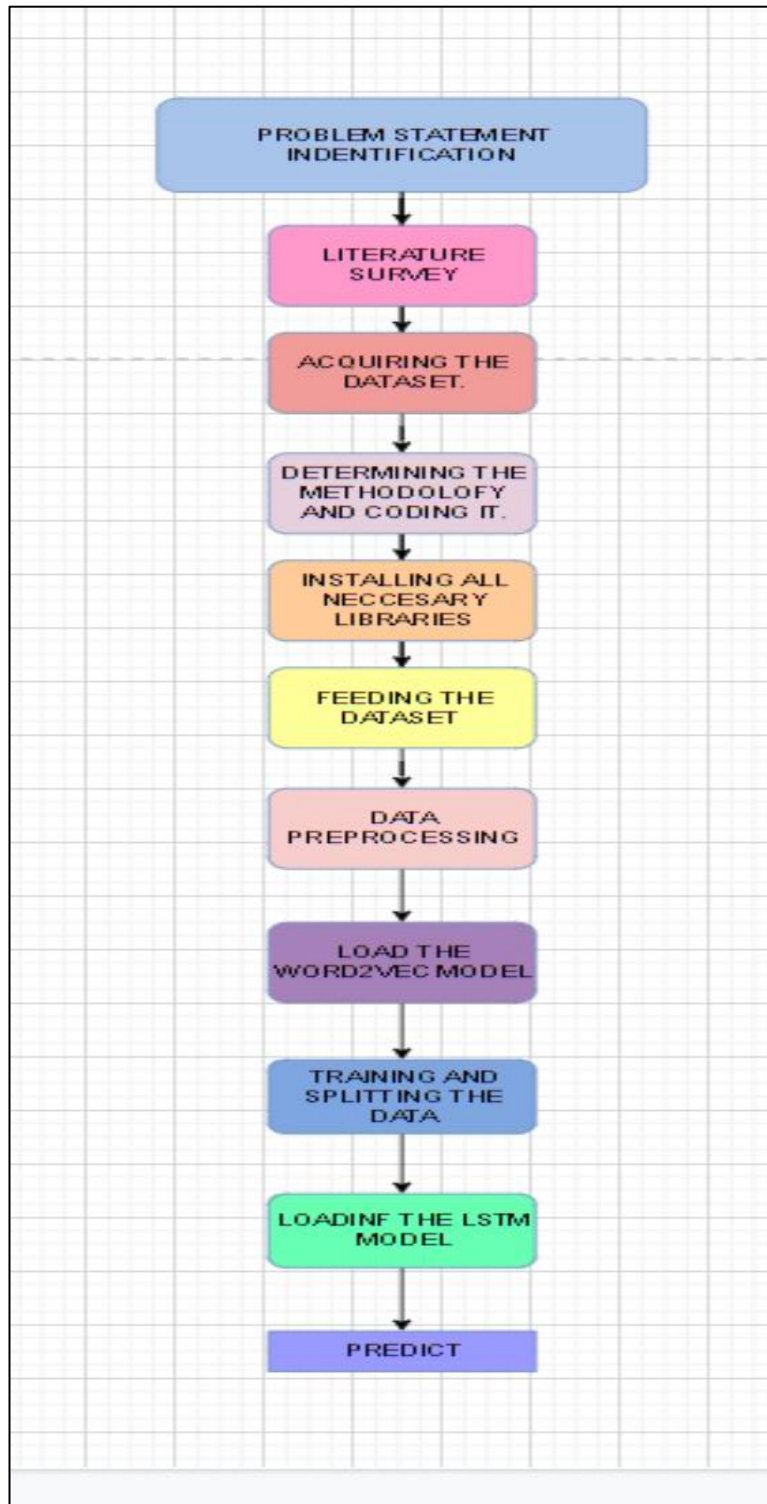 PROBLEM STATEMENT
INDENTIFICATION
LITERATURE
SURVEY
ACQUIRING THE
DATASET.
DETERMINING THE
METHODOLOFY
AND CODING IT.
INSTALLING ALL
NECCESARY
LIBRARIES
FEEDING THE
DATASET
DATA
PREPROCESSING
LOAD THE
WORD2VEC MODEL
TRAINING AND
SPLITTING THE
DATA
LOADINF THE LSTM
MODEL
PREDICT